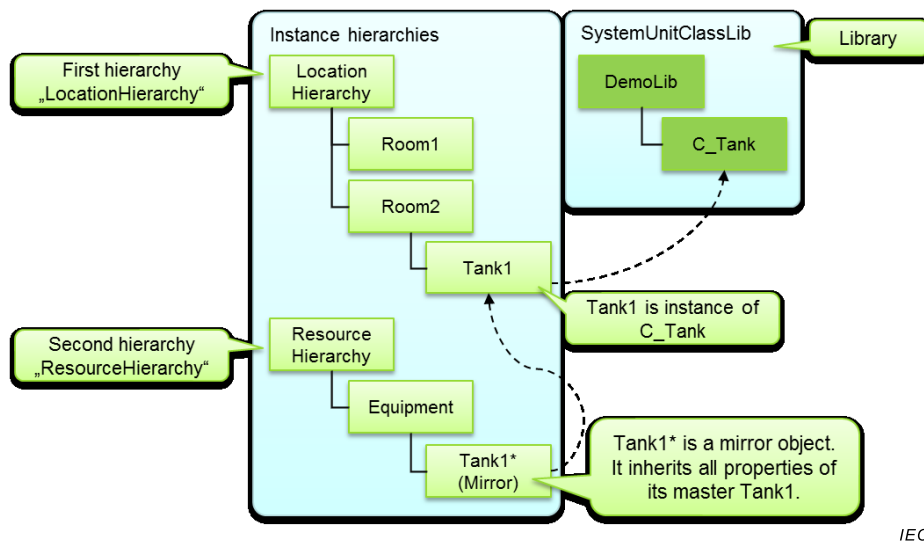 Instance hierarchies
SystemUnitClassLib
Library
First hierarchy
„LocationHierarchy“
Location
Hierarchy
DemoLib
Room1
C_Tank
Room2
Tank1
Tank1 is instance of
C_Tank
Second hierarchy
„ResourceHierarchy“
Resource
Hierarchy
Equipment
Tank1*
(Mirror)
Tank1* is a mirror object.
It inherits all properties of
its master Tank1.
IEC